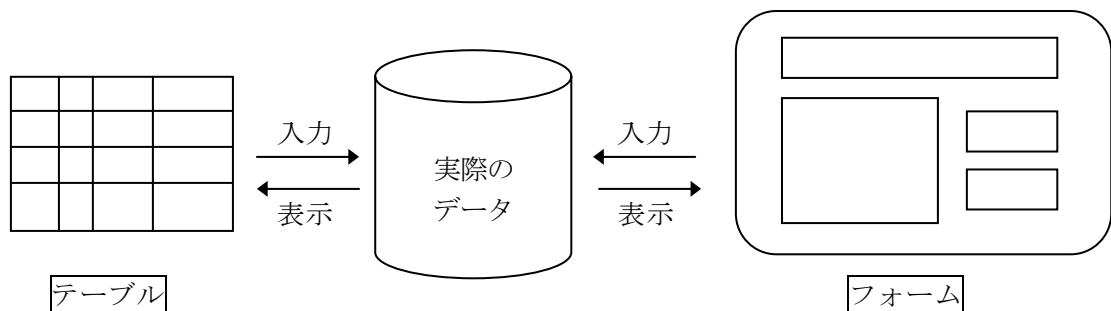 入力
表示
実際の
データ
入力
表示
テーブル
フォーム